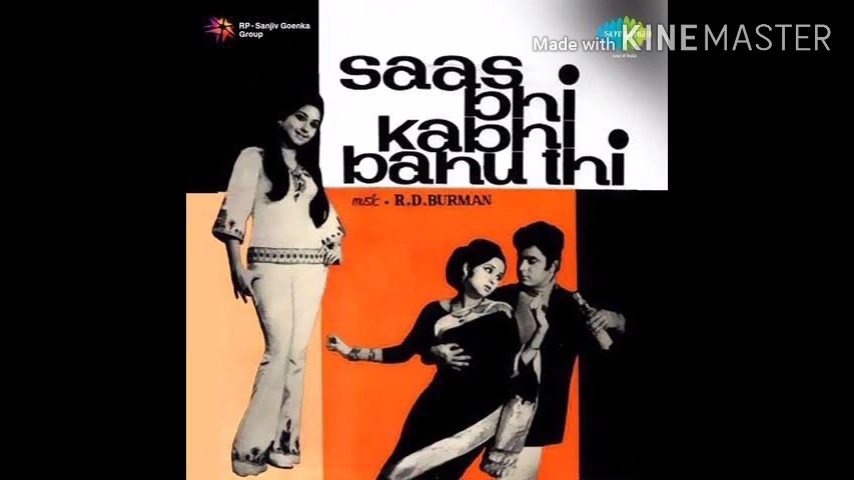 RP - Sanjiv Goenka
Group
Made with KINEMASTER
saas
bhi
kabhi
bahu thi
music • R.D.BURMAN